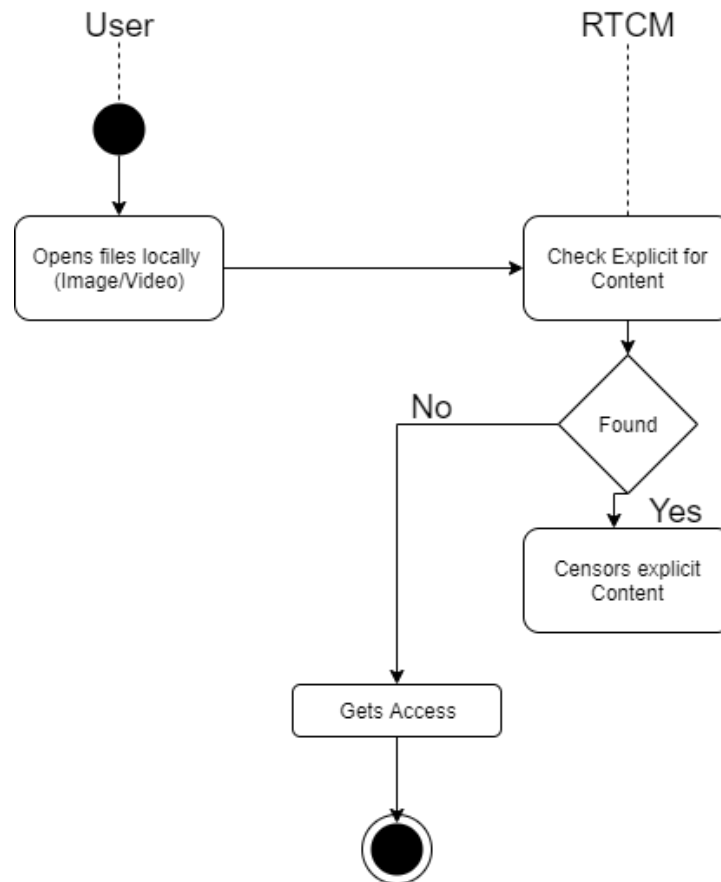 User
RTCM
Opens files locally
(Image/Video)
Check Explicit for
Content
Found
No
Yes
Censors explicit
Content
Gets Access